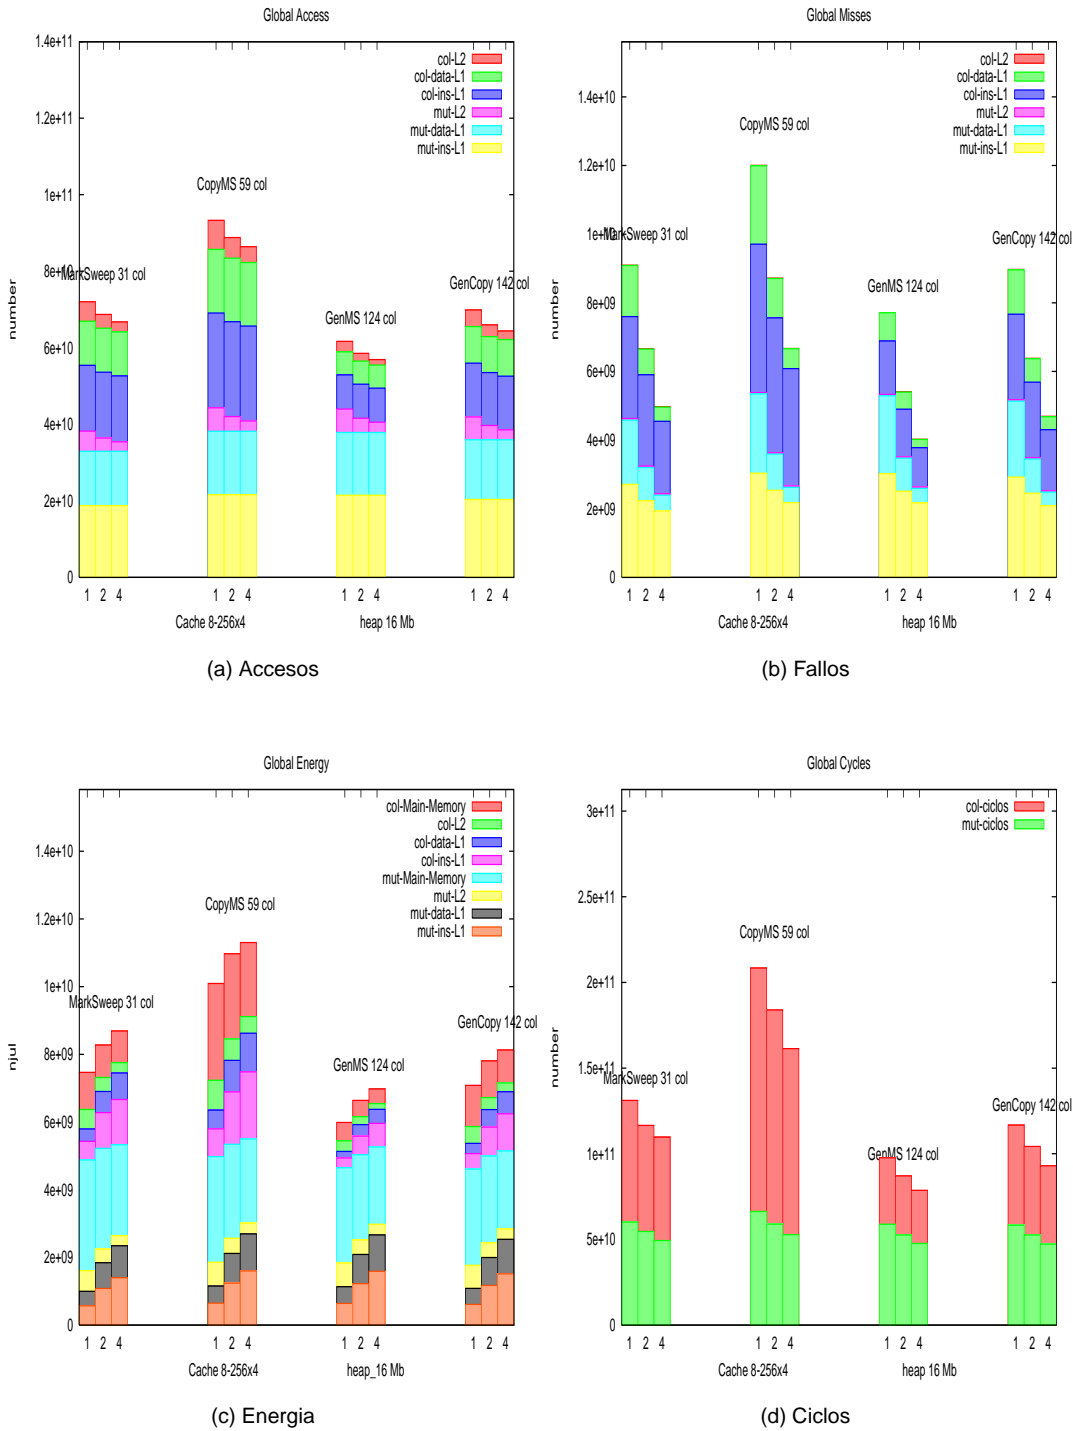 Global Access
1.4e+11
1.2e+11
1e+11
8e+10
6e+10
4e+10
2e+10
0
number
col-L2
col-data-L1
col-ins-L1
mut-L2
mut-data-L1
mut-ins-L1
MarkSweep 31 col
CopyMS 59 col
GenMS 124 col
GenCopy 142 col
1 2 4 1 2 4 1 2 4 1 2 4
Cache 8-256x4 heap 16 Mb
(a) Accesos
Global Misses
1.4e+10
1.2e+10
1e+10
8e+09
6e+09
4e+09
2e+09
0
number
col-L2
col-data-L1
col-ins-L1
mut-L2
mut-data-L1
mut-ins-L1
MarkSweep 31 col
CopyMS 59 col
GenMS 124 col
GenCopy 142 col
1 2 4 1 2 4 1 2 4 1 2 4
Cache 8-256x4 heap 16 Mb
(b) Fallos
Global Energy
1.4e+10
1.2e+10
1e+10
8e+09
6e+09
4e+09
2e+09
0
njul
col-Main-Memory
col-L2
col-data-L1
col-ins-L1
mut-Main-Memory
mut-L2
mut-data-L1
mut-ins-L1
MarkSweep 31 col
CopyMS 59 col
GenMS 124 col
GenCopy 142 col
1 2 4 1 2 4 1 2 4 1 2 4
Cache 8-256x4 heap_16 Mb
(c) Energia
Global Cycles
3e+11
2.5e+11
2e+11
1.5e+11
1e+11
5e+10
0
number
col-ciclos
mut-ciclos
MarkSweep 31 col
CopyMS 59 col
GenMS 124 col
GenCopy 142 col
1 2 4 1 2 4 1 2 4 1 2 4
Cache 8-256x4 heap 16 Mb
(d) Ciclos